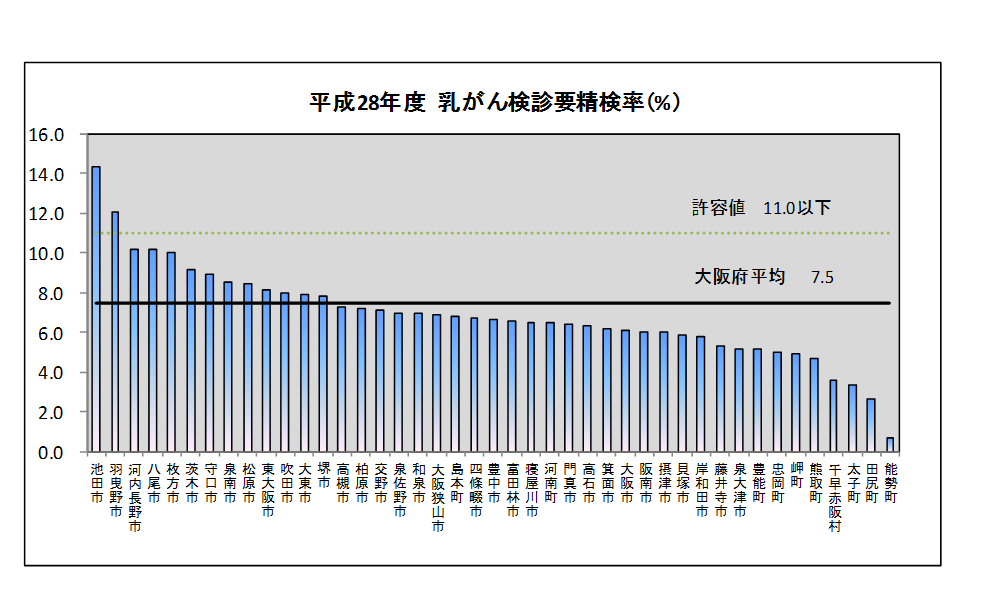 平成28年度 乳がん検診要精検率(%)
16.0
14.0
12.0
10.0
8.0
6.0
4.0
2.0
0.0
許容値 11.0以下
大阪府平均 7.5
池田市
羽曳野市
河内長野市
八尾市
枚方市
茨木市
守口市
泉南市
松原市
東大阪市
吹田市
大東市
堺市
高槻市
柏原市
交野市
泉佐野市
和泉市
大阪狭山市
島本町
四條畷市
豊中市
富田林市
寝屋川市
河南町
門真市
高石市
箕面市
大阪市
阪南市
摂津市
貝塚市
岸和田市
藤井寺市
泉大津市
豊能町
忠岡町
岬町
熊取町
千早赤阪村
太子町
田尻町
能勢町